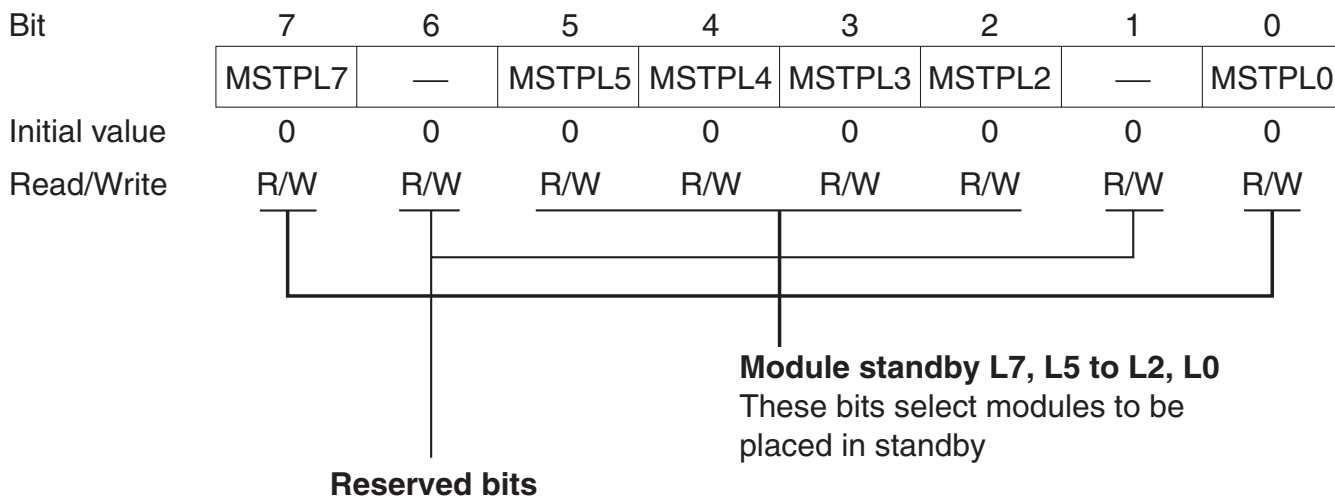 Bit 7 6 5 4 3 2 1 0
MSTPL7 — MSTPL5 MSTPL4 MSTPL3 MSTPL2 — MSTPL0
Initial value 0 0 0 0 0 0 0 0
Read/Write R/W R/W R/W R/W R/W R/W R/W R/W
Module standby L7, L5 to L2, L0
These bits select modules to be
placed in standby
Reserved bits